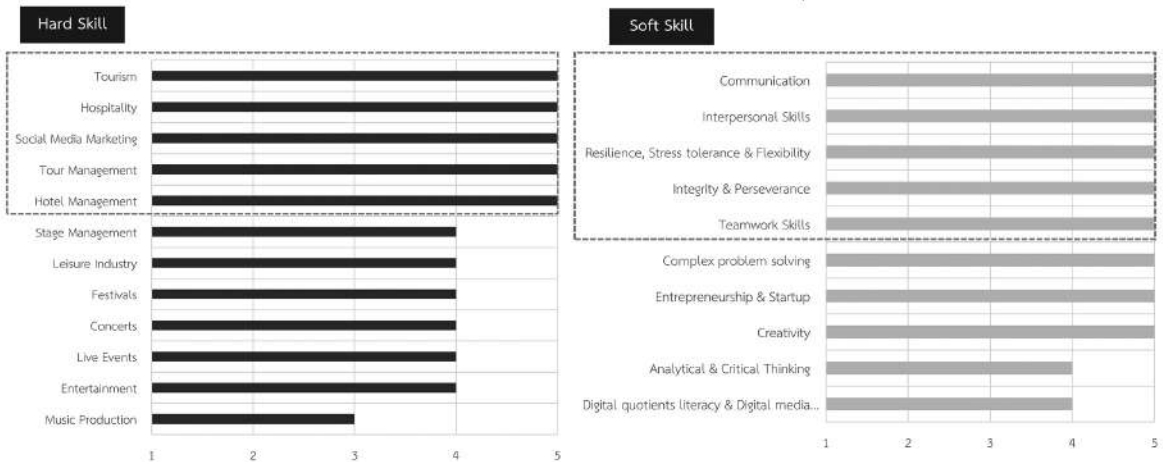 Hard Skill
Tourism
Hospitality
Social Media Marketing
Tour Management
Hotel Management
Stage Management
Leisure Industry
Festivals
Concerts
Live Events
Entertainment
Music Production
1 2 3 4 5
Soft Skill
Communication
Interpersonal Skills
Resilience, Stress tolerance & Flexibility
Integrity & Perseverance
Teamwork Skills
Complex problem solving
Entrepreneurship & Startup
Creativity
Analytical & Critical Thinking
Digital quotients literacy & Digital media...
1 2 3 4 5